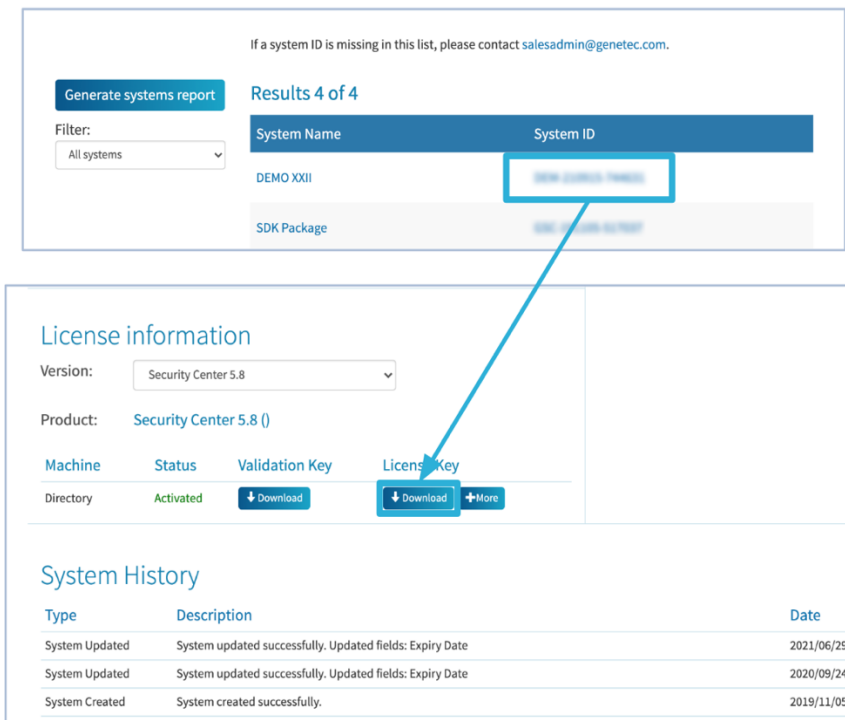 If a system ID is missing in this list, please contact salesadmin@genetec.com.
Generate systems report
Results 4 of 4
Filter:
All systems
System Name System ID
DEMO XXII
SDK Package
License information
Version: Security Center 5.8
Product: Security Center 5.8 ()
Machine Status Validation Key License Key
Directory Activated Download Download +More
System History
Type Description Date
System Updated System updated successfully. Updated fields: Expiry Date 2021/06/29
System Updated System updated successfully. Updated fields: Expiry Date 2020/09/24
System Created System created successfully. 2019/11/05